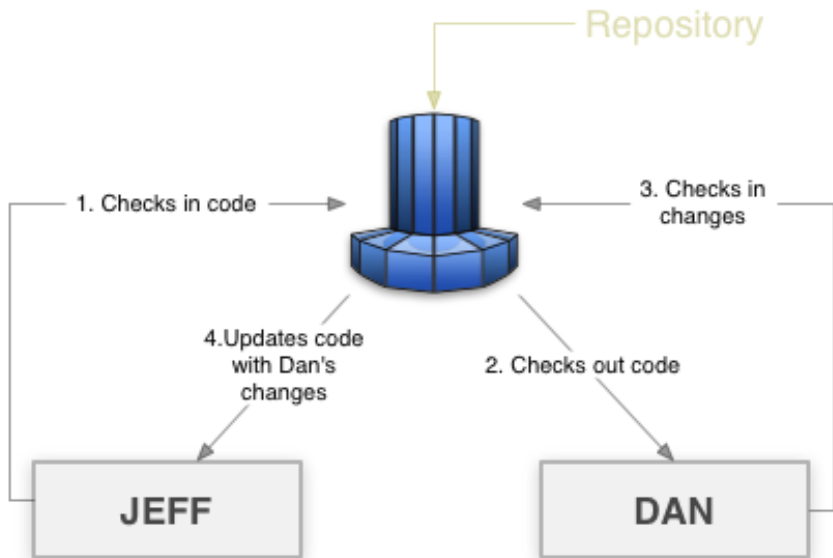 Repository
1. Checks in code
3. Checks in
changes
4.Updates code
with Dan's
changes
2. Checks out code
JEFF
DAN